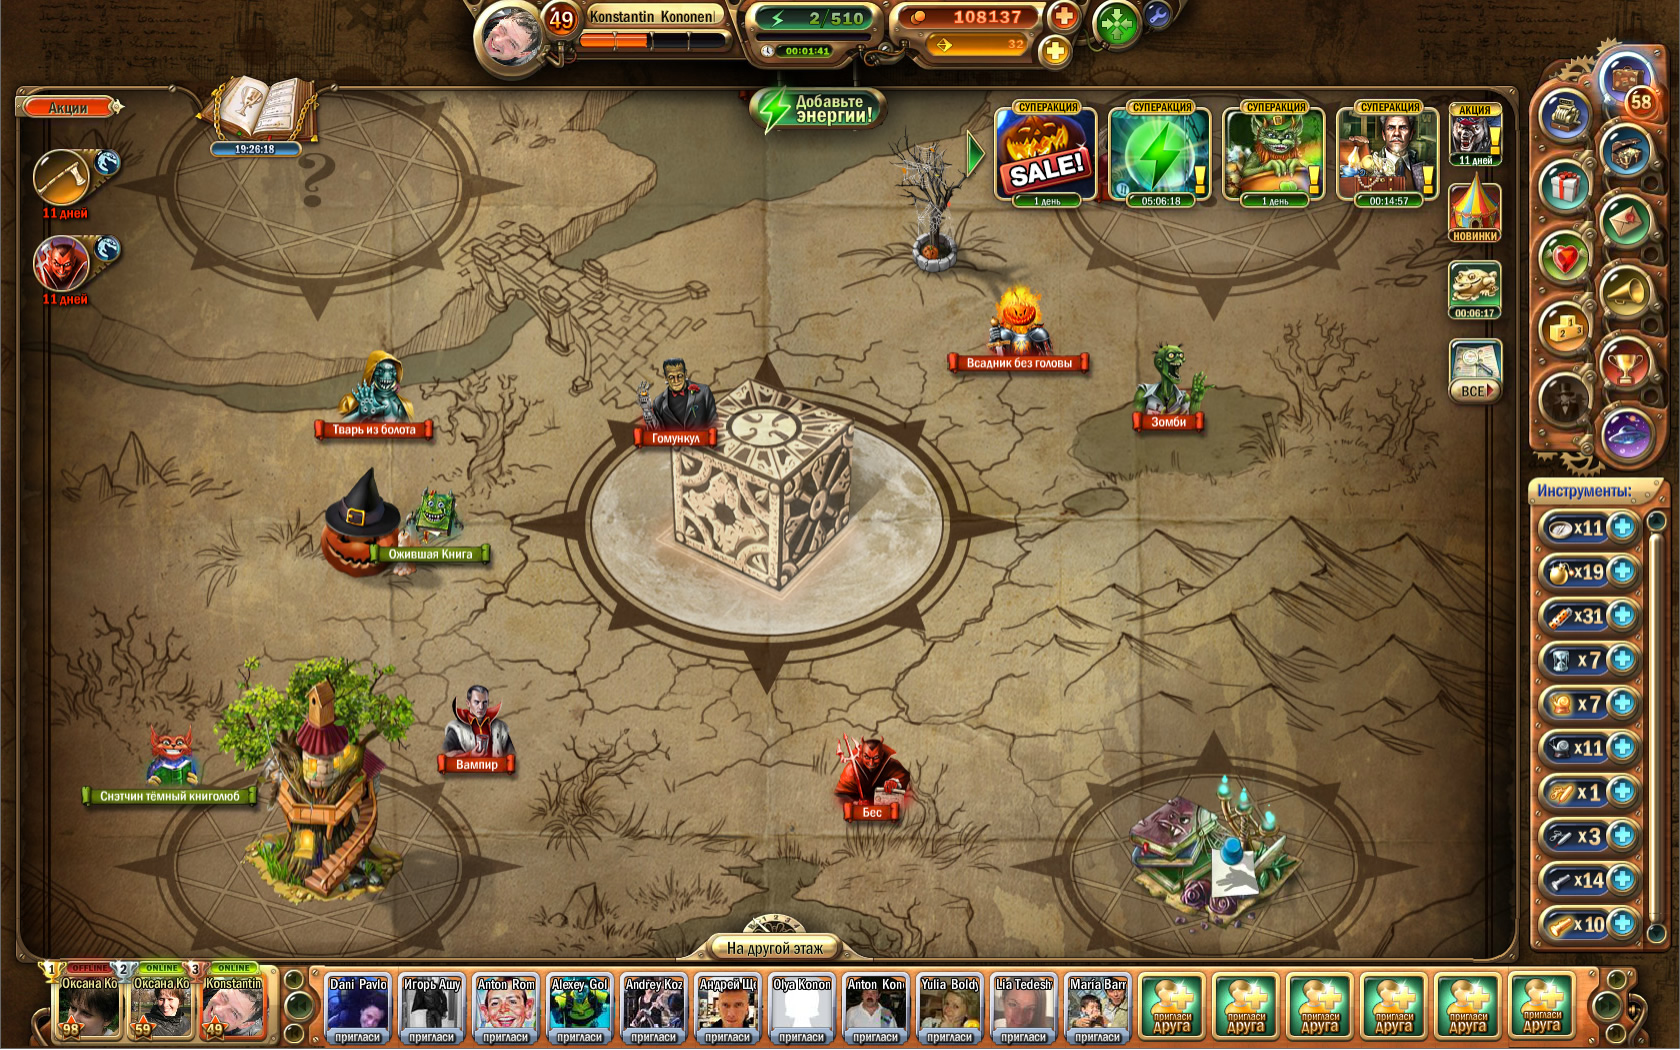 49
Konstantin Kononen
2/510
00:01:41
108137
32
Акции
19:26:18
11 дней
11 дней
Добавьте
энергии!
СУПЕРАКЦИЯ
SALE!
1 день
СУПЕРАКЦИЯ
05:06:18
СУПЕРАКЦИЯ
1 день
СУПЕРАКЦИЯ
00:14:57
АКЦИЯ
11 дней
НОВИНКИ
00:06:17
ВСЕ
58
?
Всадник без головы
Зомби
Тварь из болота
Гомункул
Ожившая Книга
Снэтчин тёмный книголюб
Вампир
Бес
Инструменты:
x11
x19
x31
x7
x7
x11
x1
x3
x14
x10
На другой этаж
1 OFFLINE
Оксана Ко
98
2 ONLINE
Оксана Ко
59
3 ONLINE
Konstantin
49
Dani Pavlo
пригласи
Игорь Ашу
пригласи
Anton Rom
пригласи
Alexey Gol
пригласи
Andrey Koz
пригласи
Андрей Щ
пригласи
Olya Konon
пригласи
Anton Kon
пригласи
Yulia Boldy
пригласи
Lia Tedesh
пригласи
Maria Barr
пригласи
пригласи
друга
пригласи
друга
пригласи
друга
пригласи
друга
пригласи
друга
пригласи
друга